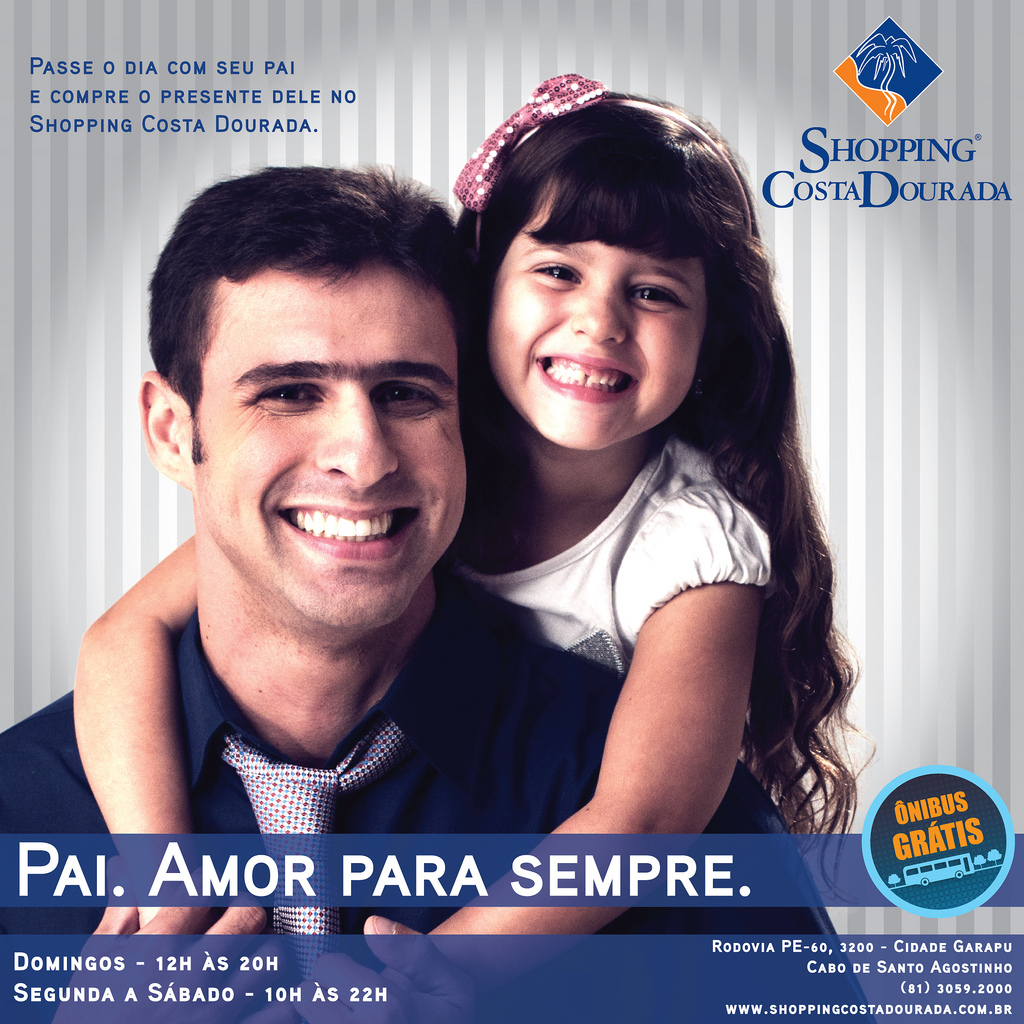 Passe o dia com seu pai
e compre o presente dele no
Shopping Costa Dourada.
Shopping®
CostaDourada
Ônibus
Grátis
Pai. Amor para sempre.
Domingos - 12h às 20h
Segunda a Sábado - 10h às 22h
Rodovia PE-60, 3200 - Cidade Garapu
Cabo de Santo Agostinho
(81) 3059.2000
www.shoppingcostadourada.com.br